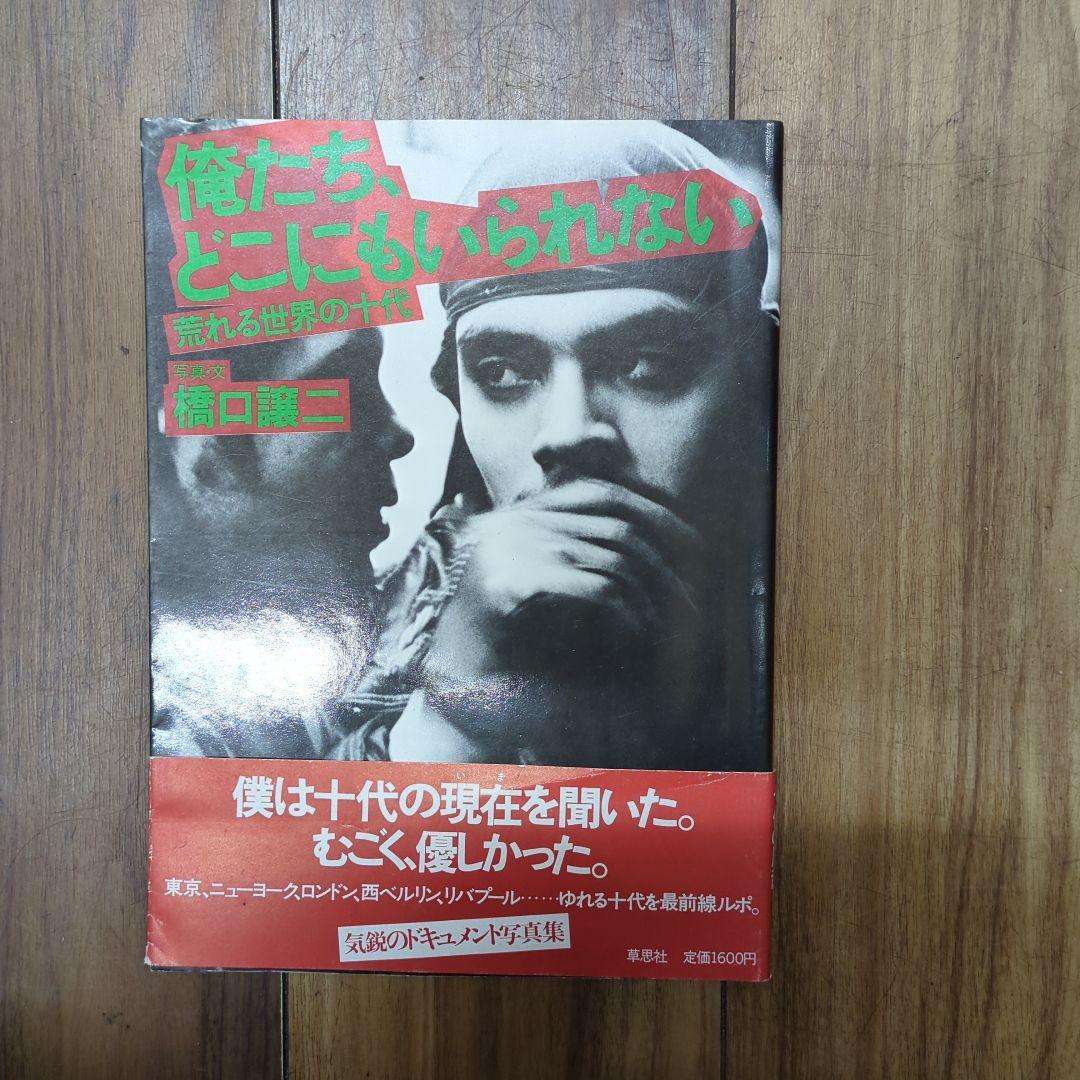 俺たち、
どこにもいられない
荒れる世界の十代
写真・文
橋口譲二
いま
僕は十代の現在を聞いた。
むごく、優しかった。
東京、ニューヨーク、ロンドン、西ベルリン、リバプール……ゆれる十代を最前線ルポ。
気鋭のドキュメント写真集
草思社 定価1600円